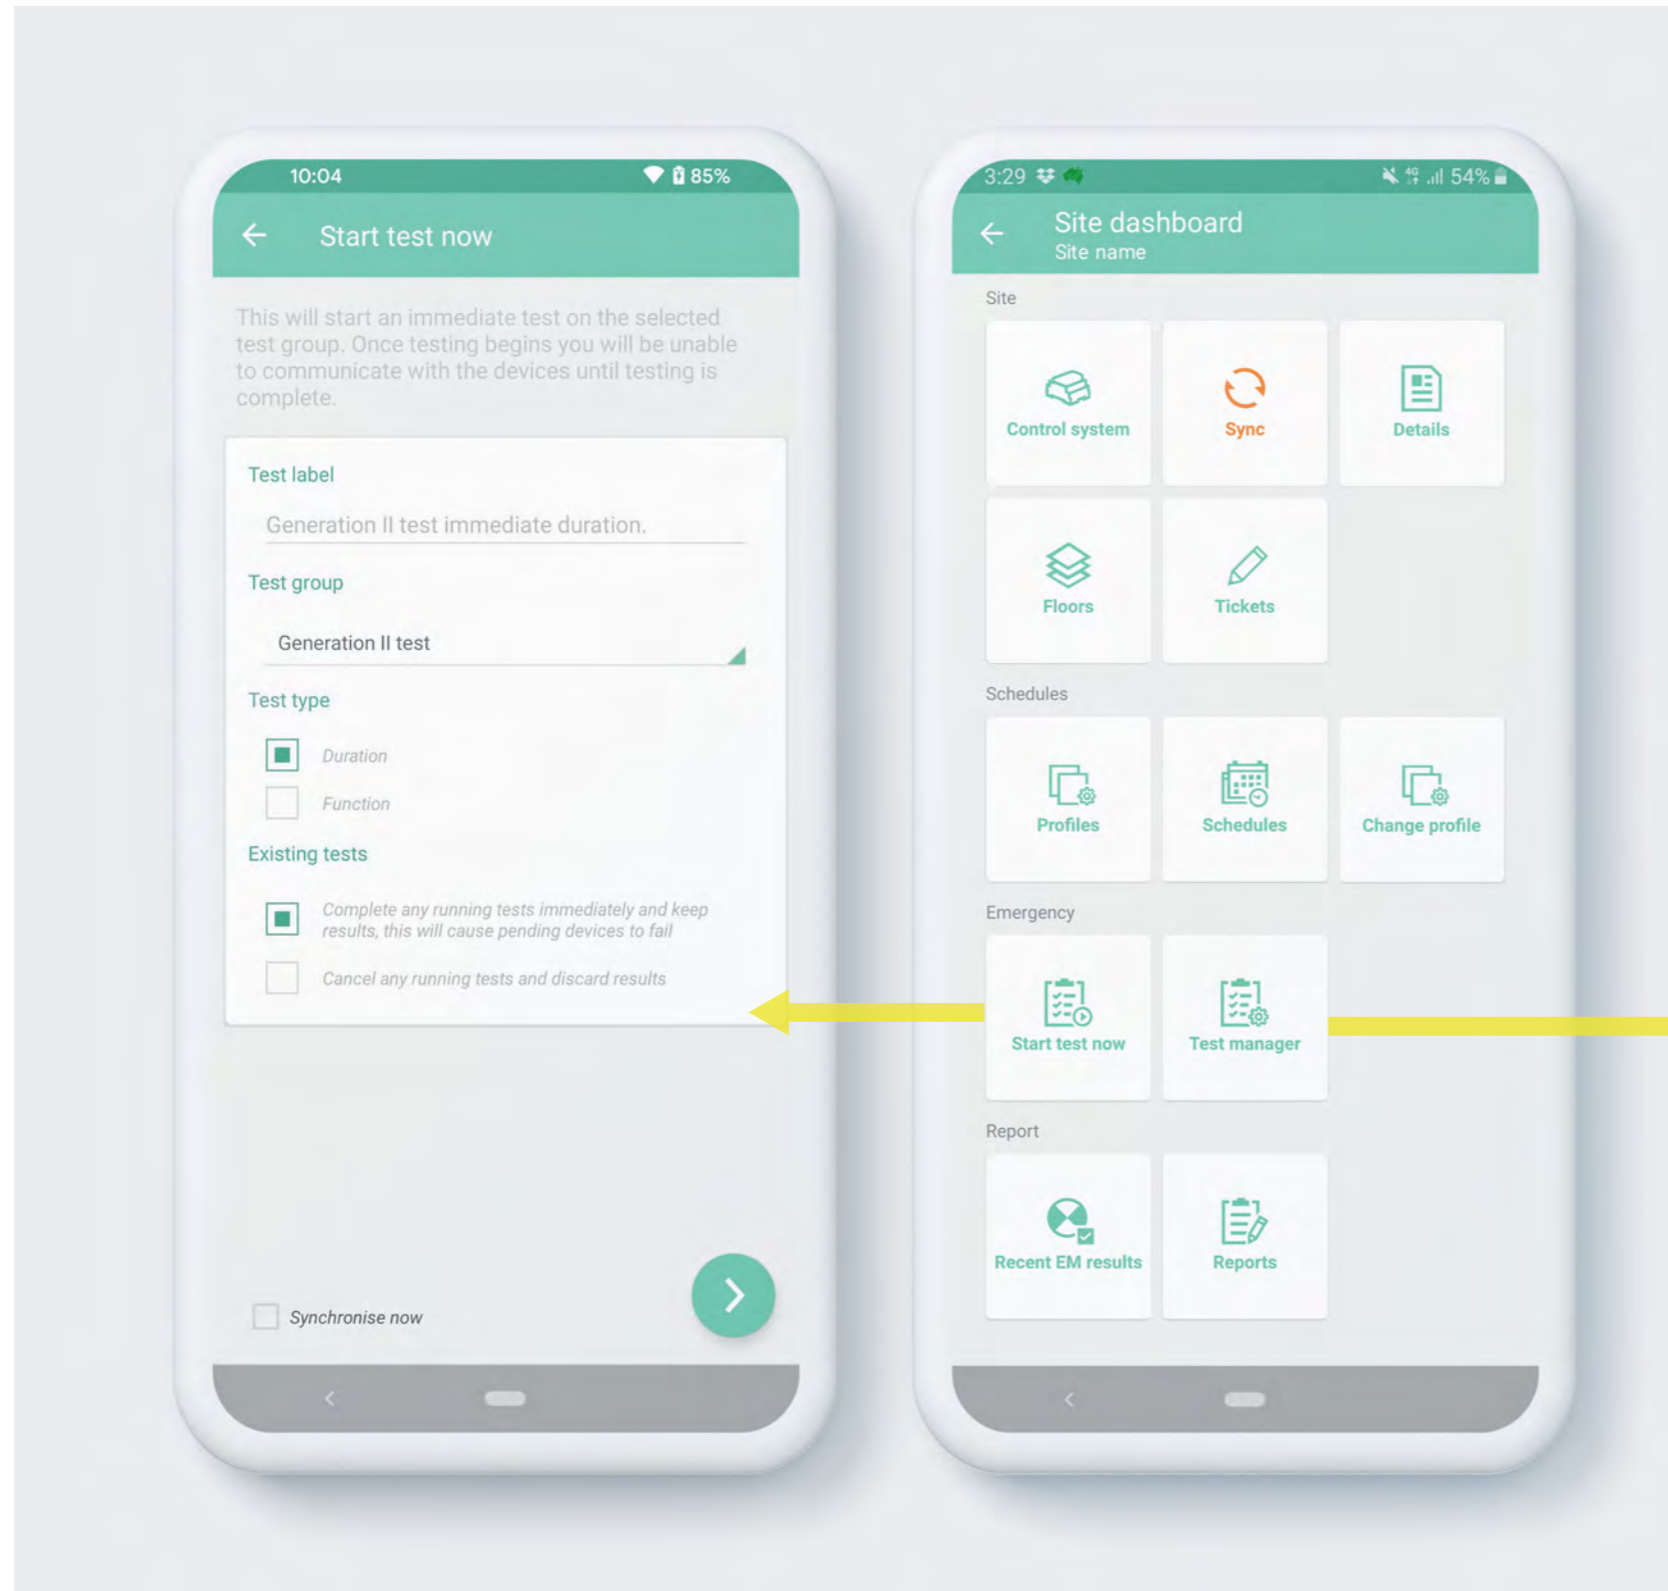 10:04
85%
Start test now
This will start an immediate test on the selected
test group. Once testing begins you will be unable
to communicate with the devices until testing is
complete.
Test label
Generation II test immediate duration.
Test group
Generation II test
Test type
Duration
Function
Existing tests
Complete any running tests immediately and keep
results, this will cause pending devices to fail
Cancel any running tests and discard results
Synchronise now
3:29
4G
54%
Site dashboard
Site name
Site
Control system
Sync
Details
Floors
Tickets
Schedules
Profiles
Schedules
Change profile
Emergency
Start test now
Test manager
Report
Recent EM results
Reports